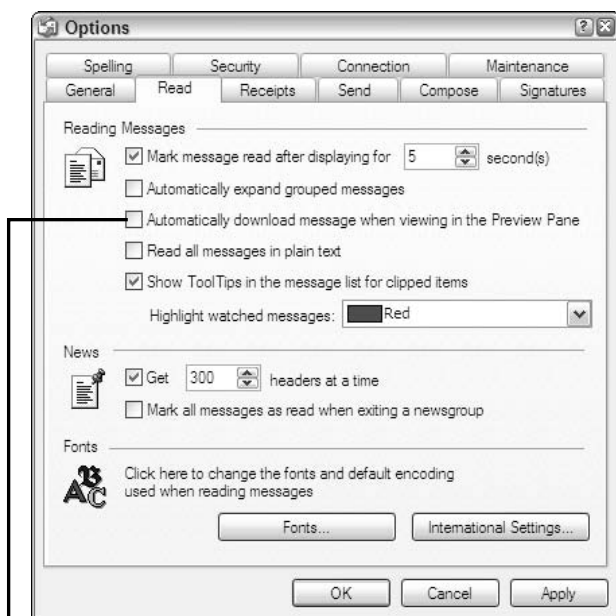 Options
Spelling Security Connection Maintenance
General Read Receipts Send Compose Signatures
Reading Messages
Mark message read after displaying for 5 second(s)
Automatically expand grouped messages
Automatically download message when viewing in the Preview Pane
Read all messages in plain text
Show ToolTips in the message list for clipped items
Highlight watched messages: Red
News
Get 300 headers at a time
Mark all messages as read when exiting a newsgroup
Fonts
Click here to change the fonts and default encoding
used when reading messages
Fonts... International Settings...
OK Cancel Apply